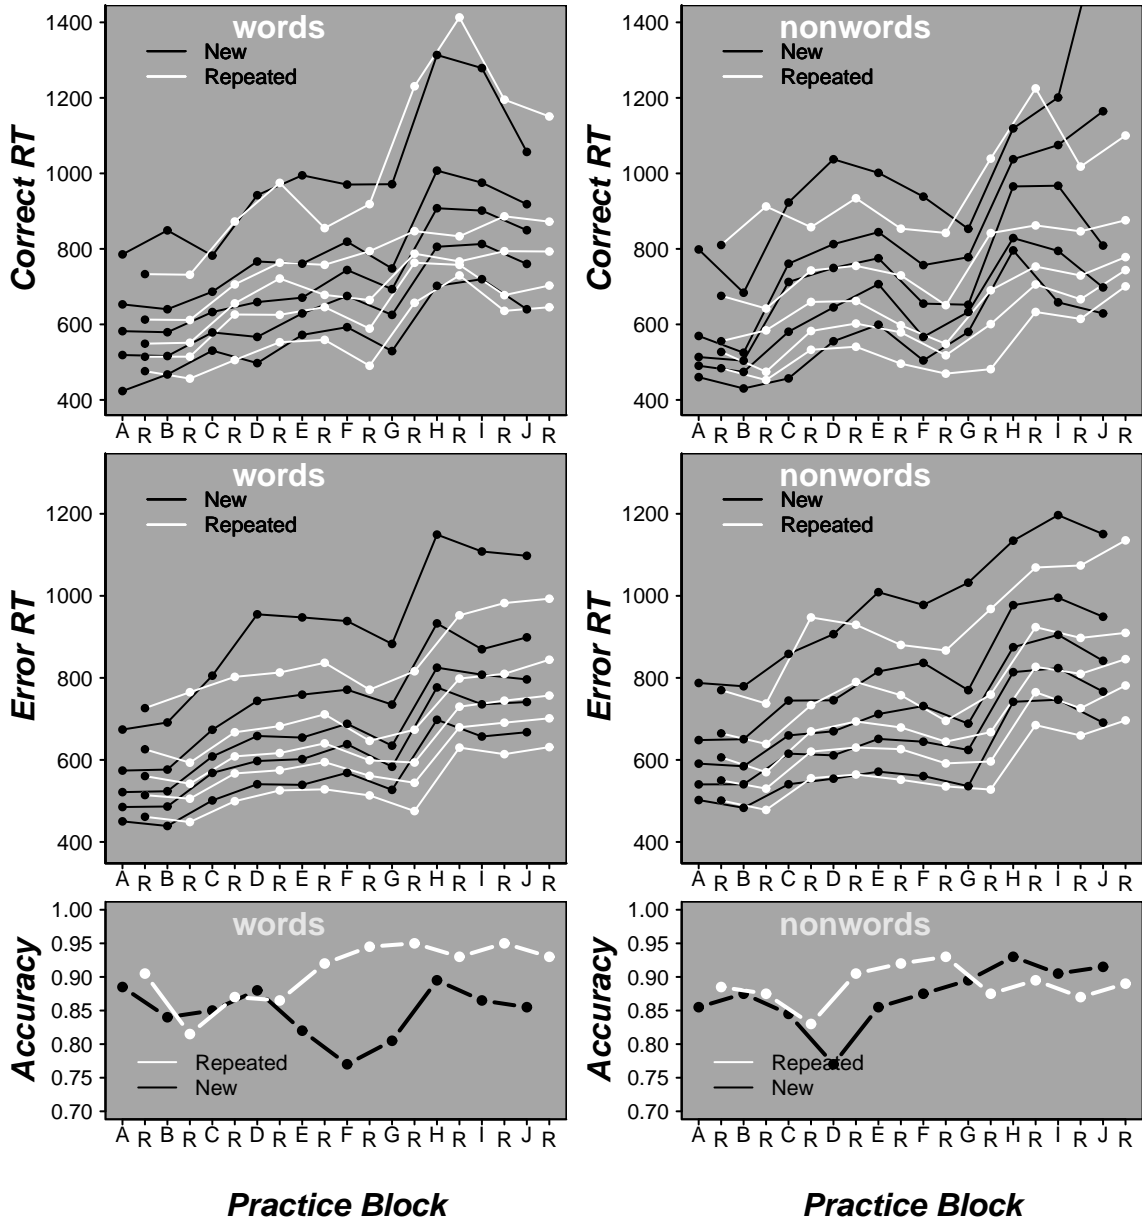 words
New
Repeated
Correct RT
1400
1200
1000
800
600
400
A R B R C R D R E R F R G R H R I R J R
nonwords
New
Repeated
Correct RT
1400
1200
1000
800
600
400
A R B R C R D R E R F R G R H R I R J R
words
New
Repeated
Error RT
1200
1000
800
600
400
A R B R C R D R E R F R G R H R I R J R
nonwords
New
Repeated
Error RT
1200
1000
800
600
400
A R B R C R D R E R F R G R H R I R J R
words
Repeated
New
Accuracy
1.00
0.95
0.90
0.85
0.80
0.75
0.70
A R B R C R D R E R F R G R H R I R J R
Practice Block
nonwords
Repeated
New
Accuracy
1.00
0.95
0.90
0.85
0.80
0.75
0.70
A R B R C R D R E R F R G R H R I R J R
Practice Block